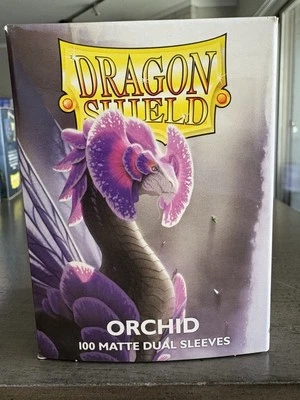 DRAGON
SHIELD
ORCHID
100 MATTE DUAL SLEEVES